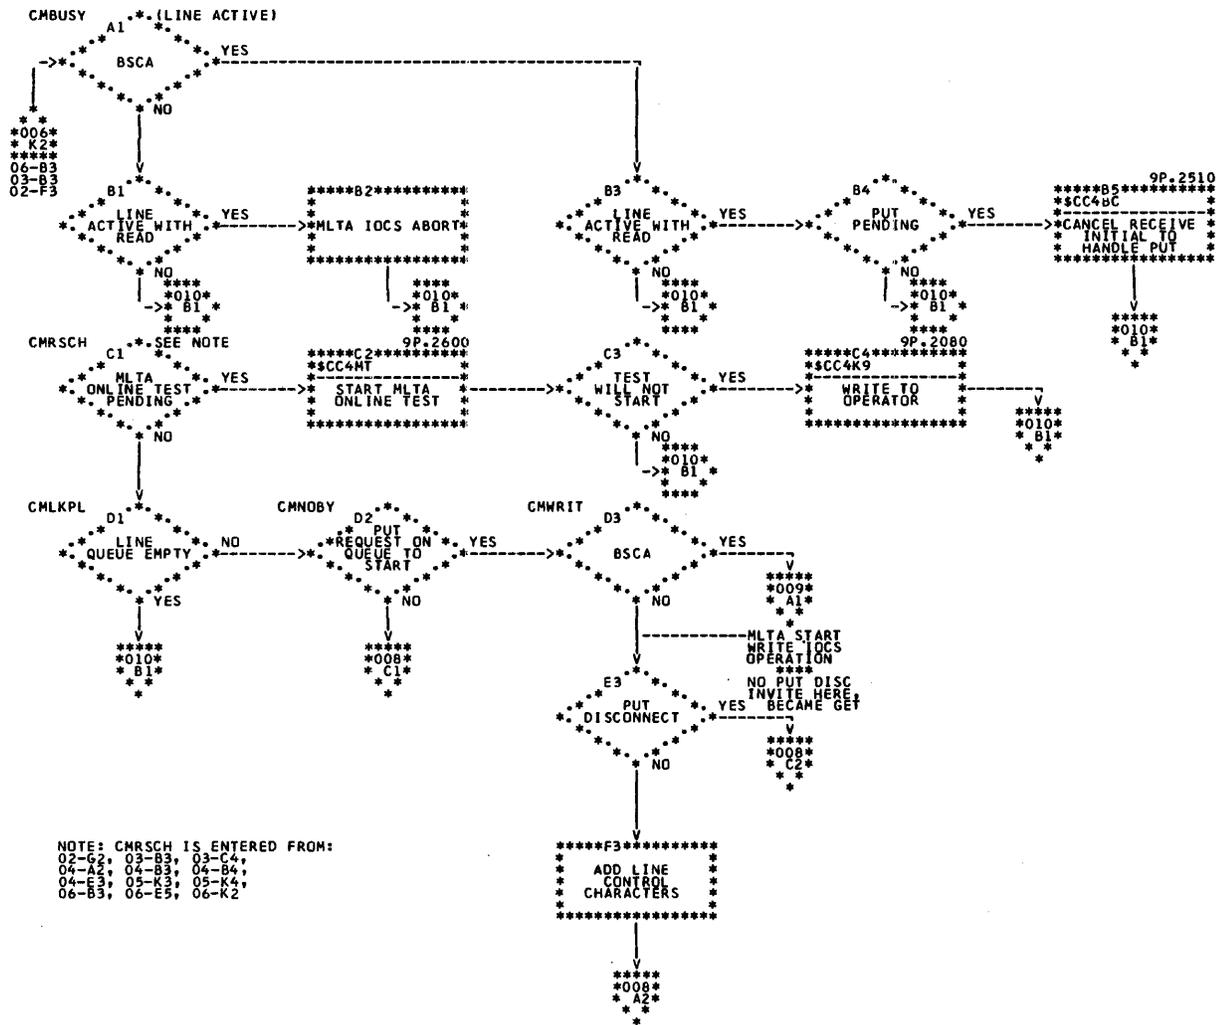 CMBUSY (LINE ACTIVE)
A1
BSCA
YES
NO
006
K2
06-B3
03-B3
02-F3
B1
LINE
ACTIVE WITH
READ
YES
NO
010
B1
B2
MLTA IOCS ABORT
010
B1
B3
LINE
ACTIVE WITH
READ
YES
NO
010
B1
B4
PUT
PENDING
YES
NO
010
B1
9P.2510
B5
$CC4BC
CANCEL RECEIVE
INITIAL TO
HANDLE PUT
010
B1
CMRSCH SEE NOTE
C1
MLTA
ONLINE TEST
PENDING
YES
NO
9P.2600
C2
$CC4MT
START MLTA
ONLINE TEST
C3
TEST
WILL NOT
START
YES
NO
010
B1
9P.2080
C4
$CC4K9
WRITE TO
OPERATOR
010
B1
CMLKPL
D1
LINE
QUEUE EMPTY
NO
YES
010
B1
CMNOBY
D2
PUT
REQUEST ON
QUEUE TO
START
YES
NO
008
C1
CMWRIT
D3
BSCA
YES
NO
009
A1
MLTA START
WRITE IOCS
OPERATION
****
NO PUT DISC
INVITE HERE,
BECAME GET
E3
PUT
DISCONNECT
YES
NO
008
C2
F3
ADD LINE
CONTROL
CHARACTERS
008
A2
NOTE: CMRSCH IS ENTERED FROM:
02-G2, 03-B3, 03-C4,
04-A2, 04-B3, 04-B4,
04-E3, 05-K3, 05-K4,
06-B3, 06-E5, 06-K2